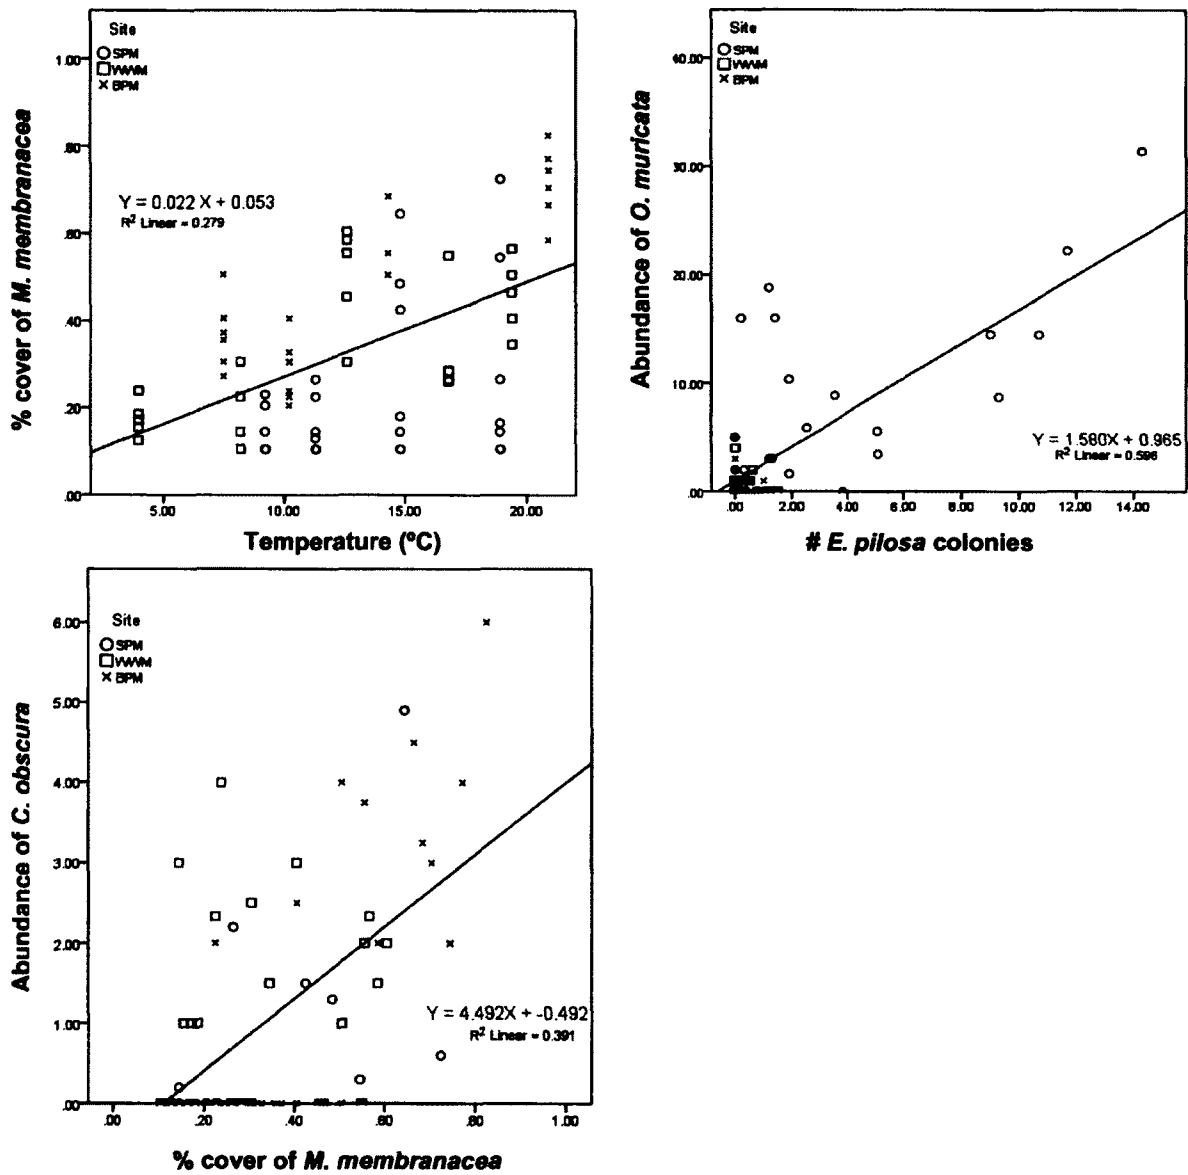 Site
SPM
WWM
BPM
1.00
.80
.60
.40
.20
.00
% cover of M. membranacea
Y = 0.022 X + 0.053
R² Linear = 0.279
5.00 10.00 15.00 20.00
Temperature (ºC)
Site
SPM
WWM
BPM
40.00
30.00
20.00
10.00
.00
Abundance of O. muricata
Y = 1.580X + 0.965
R² Linear = 0.596
.00 2.00 4.00 6.00 8.00 10.00 12.00 14.00
# E. pilosa colonies
Site
SPM
WWM
BPM
6.00
5.00
4.00
3.00
2.00
1.00
.00
Abundance of C. obscura
Y = 4.492X + -0.492
R² Linear = 0.391
.00 .20 .40 .60 .80 1.00
% cover of M. membranacea